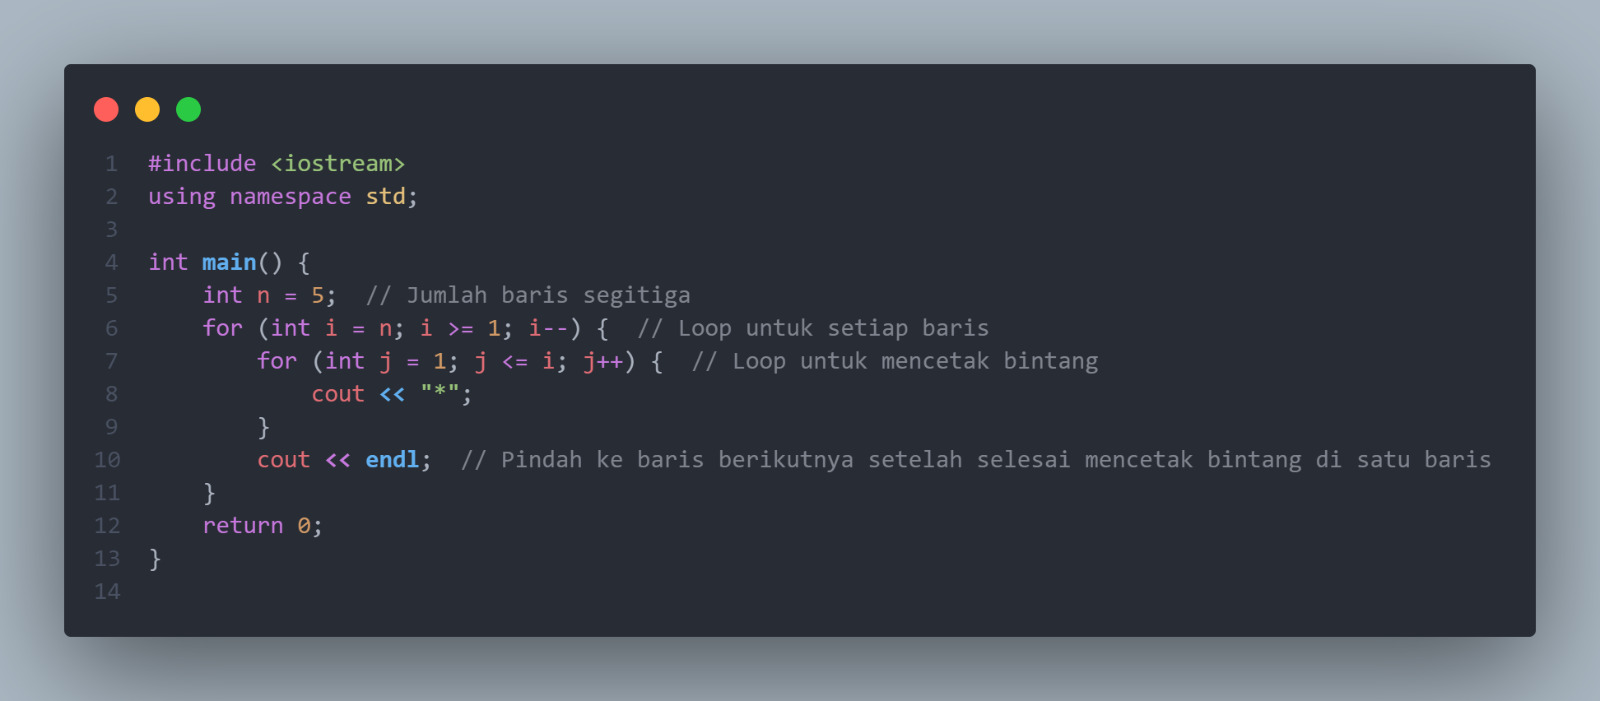 1 #include <iostream>
2 using namespace std;
3
4 int main() {
5     int n = 5;  // Jumlah baris segitiga
6     for (int i = n; i >= 1; i--) {  // Loop untuk setiap baris
7         for (int j = 1; j <= i; j++) {  // Loop untuk mencetak bintang
8             cout << "*";
9         }
10         cout << endl;  // Pindah ke baris berikutnya setelah selesai mencetak bintang di satu baris
11     }
12     return 0;
13 }
14